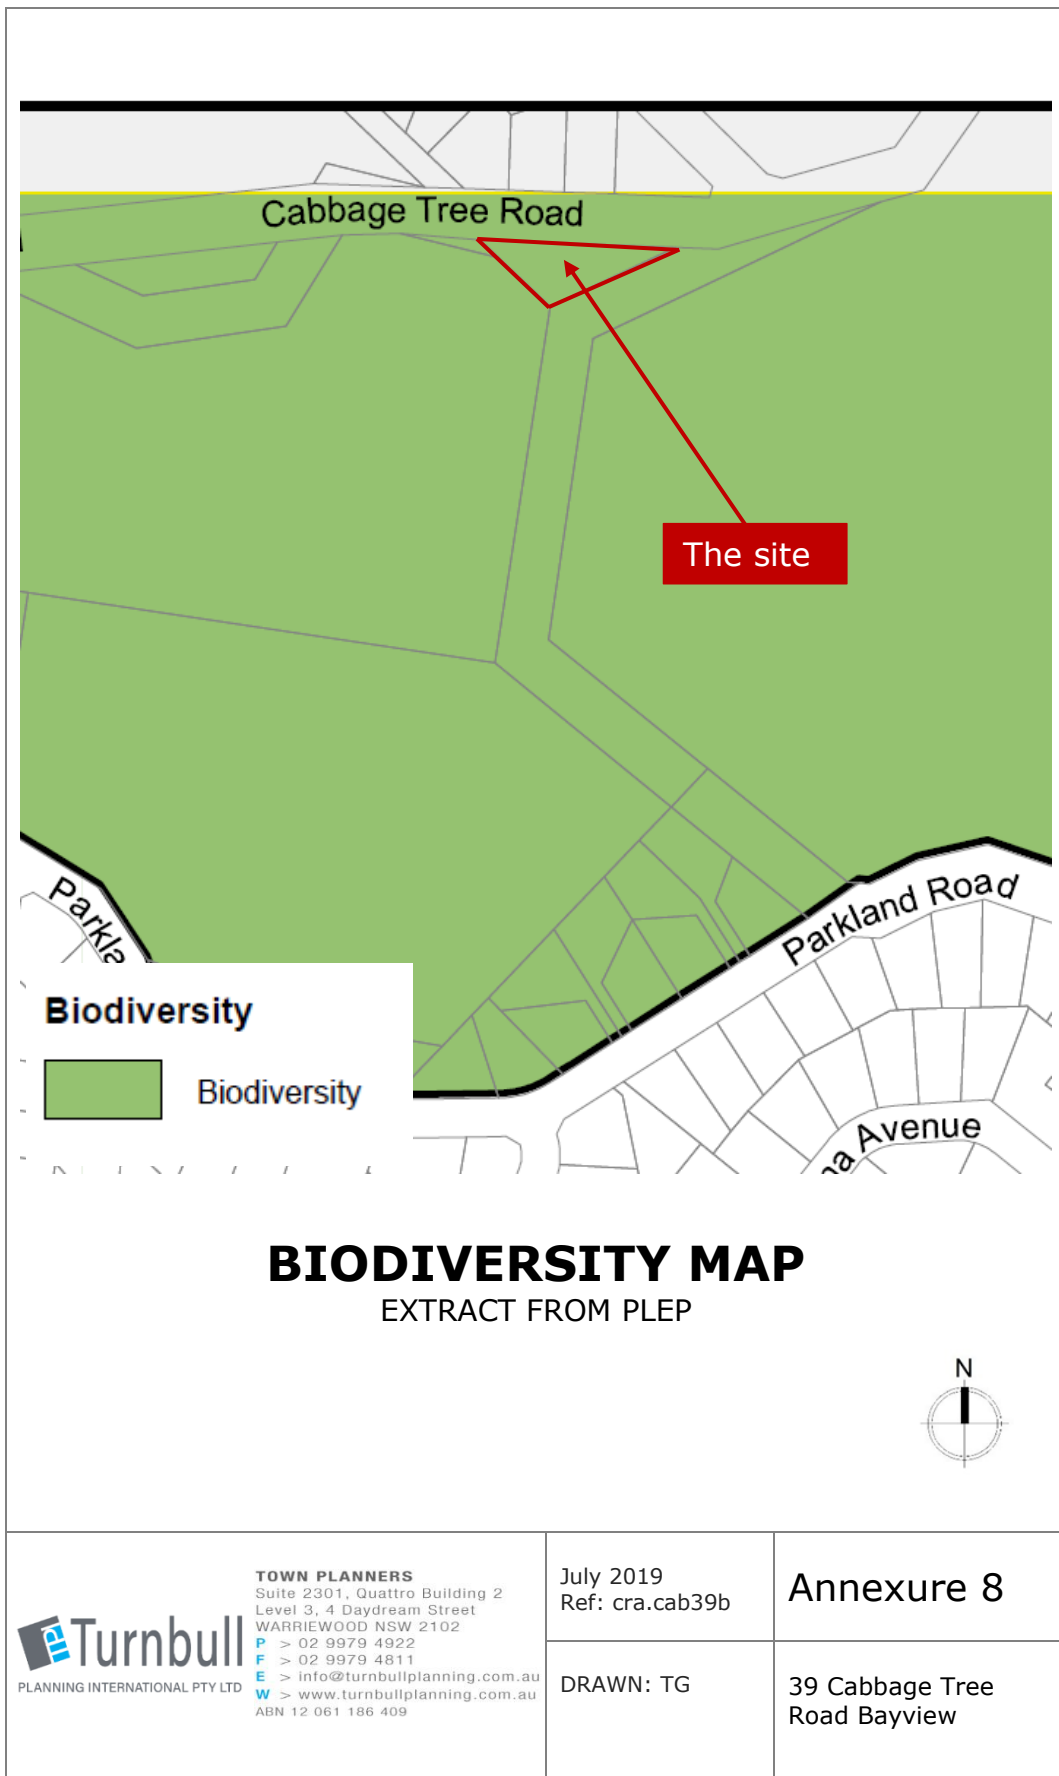 Cabbage Tree Road
The site
Parkland Road
Parkla
Biodiversity
Biodiversity
Avenue
BIODIVERSITY MAP
EXTRACT FROM PLEP
N
Turnbull
PLANNING INTERNATIONAL PTY LTD
TOWN PLANNERS
Suite 2301, Quattro Building 2
Level 3, 4 Daydream Street
WARRIEWOOD NSW 2102
P > 02 9979 4922
F > 02 9979 4811
E > info@turnbullplanning.com.au
W > www.turnbullplanning.com.au
ABN 12 061 186 409
July 2019
Ref: cra.cab39b
DRAWN: TG
Annexure 8
39 Cabbage Tree
Road Bayview